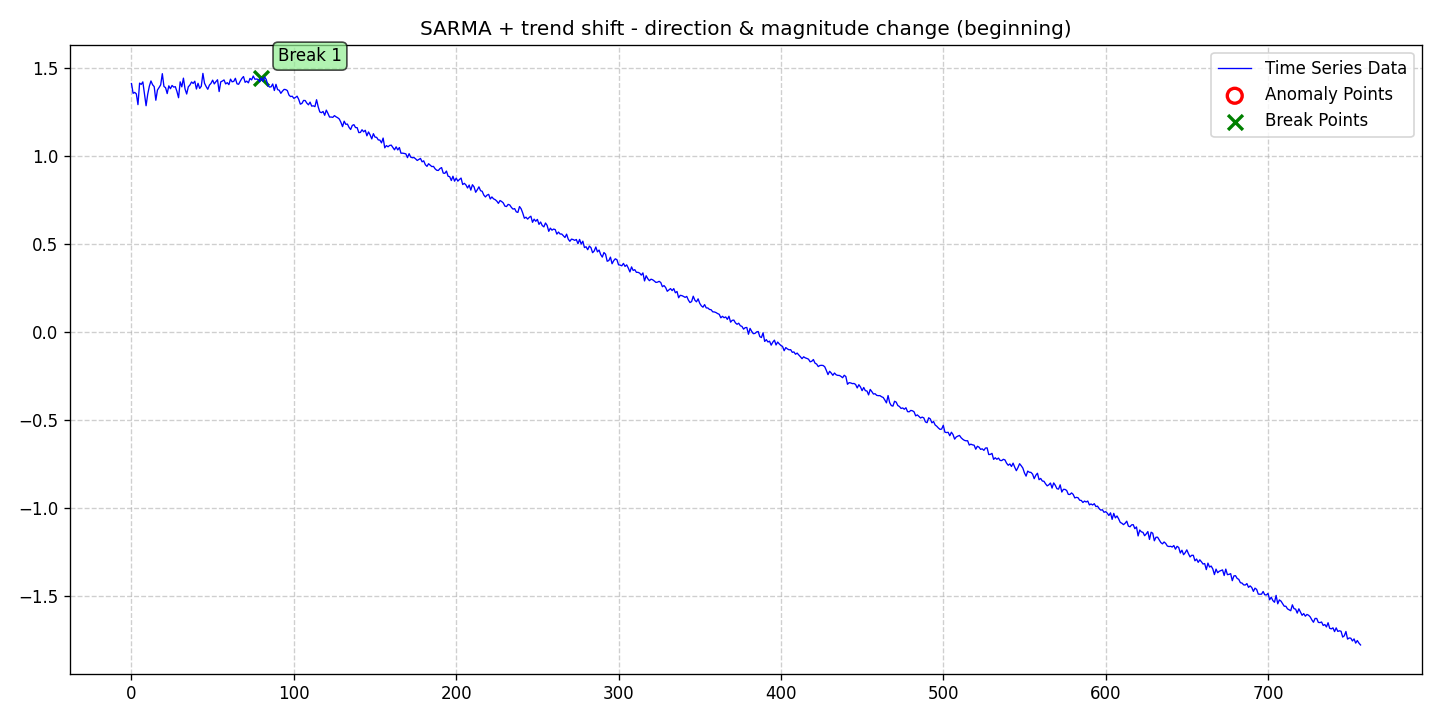 SARMA + trend shift - direction & magnitude change (beginning)
Break 1
Time Series Data
Anomaly Points
Break Points
1.5
1.0
0.5
0.0
−0.5
−1.0
−1.5
0 100 200 300 400 500 600 700